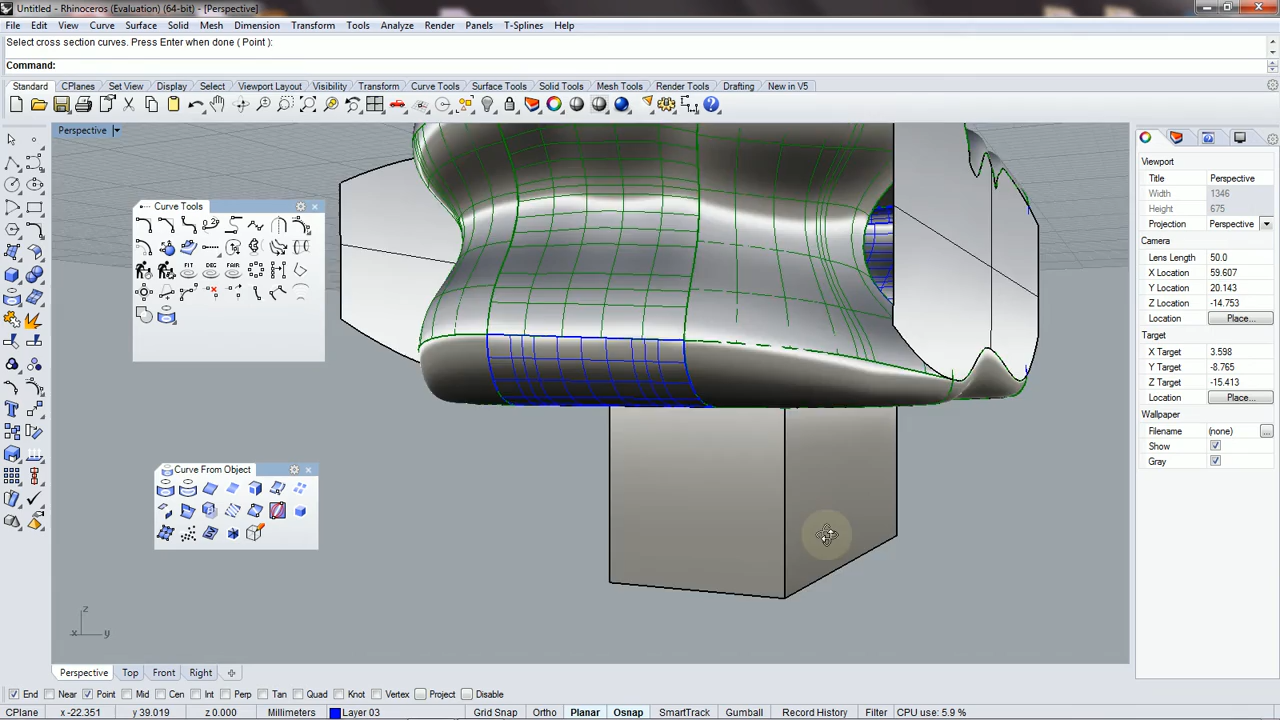 Untitled - Rhinoceros (Evaluation) (64-bit) - [Perspective]
File Edit View Curve Surface Solid Mesh Dimension Transform Tools Analyze Render Panels T-Splines Help
Select cross section curves. Press Enter when done ( Point ):
Command:
Standard CPlanes Set View Display Select Viewport Layout Visibility Transform Curve Tools Surface Tools Solid Tools Mesh Tools Render Tools Drafting New in V5
Perspective
Viewport
Title Perspective
Width 1346
Height 675
Projection Perspective
Camera
Lens Length 50.0
X Location 59.607
Y Location 20.143
Z Location -14.753
Location Place...
Target
X Target 3.598
Y Target -8.765
Z Target -15.413
Location Place...
Wallpaper
Filename (none) ...
Show
Gray
Curve Tools
FIT DEG FAIR
Curve From Object
z
x y
Perspective Top Front Right
End Near Point Mid Cen Int Perp Tan Quad Knot Vertex Project Disable
CPlane x -22.351 y 39.019 z 0.000 Millimeters Layer 03 Grid Snap Ortho Planar Osnap SmartTrack Gumball Record History Filter CPU use: 5.9 %